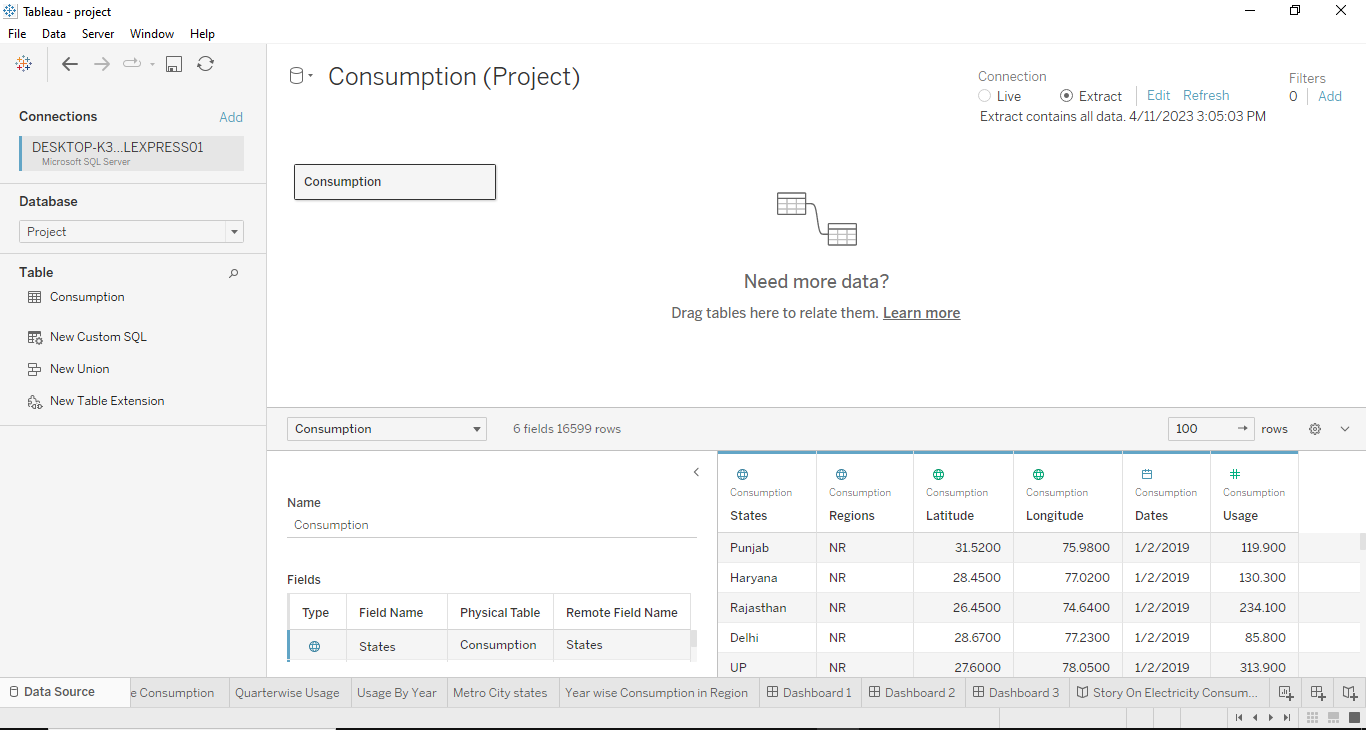 Tableau - project
File Data Server Window Help
Connections Add
DESKTOP-K3...LEXPRESS01
Microsoft SQL Server
Database
Project
Table
Consumption
New Custom SQL
New Union
New Table Extension
Consumption (Project)
Connection
Live Extract Edit Refresh
Extract contains all data. 4/11/2023 3:05:03 PM
Filters
0 Add
Consumption
Need more data?
Drag tables here to relate them. Learn more
Consumption 6 fields 16599 rows 100 rows
Name
Consumption
Fields
Type Field Name Physical Table Remote Field Name
States Consumption States
Consumption Consumption Consumption Consumption Consumption Consumption
States Regions Latitude Longitude Dates Usage
Punjab NR 31.5200 75.9800 1/2/2019 119.900
Haryana NR 28.4500 77.0200 1/2/2019 130.300
Rajasthan NR 26.4500 74.6400 1/2/2019 234.100
Delhi NR 28.6700 77.2300 1/2/2019 85.800
UP NR 27.6000 78.0500 1/2/2019 313.900
Data Source e Consumption Quarterwise Usage Usage By Year Metro City states Year wise Consumption in Region Dashboard 1 Dashboard 2 Dashboard 3 Story On Electricity Consum...